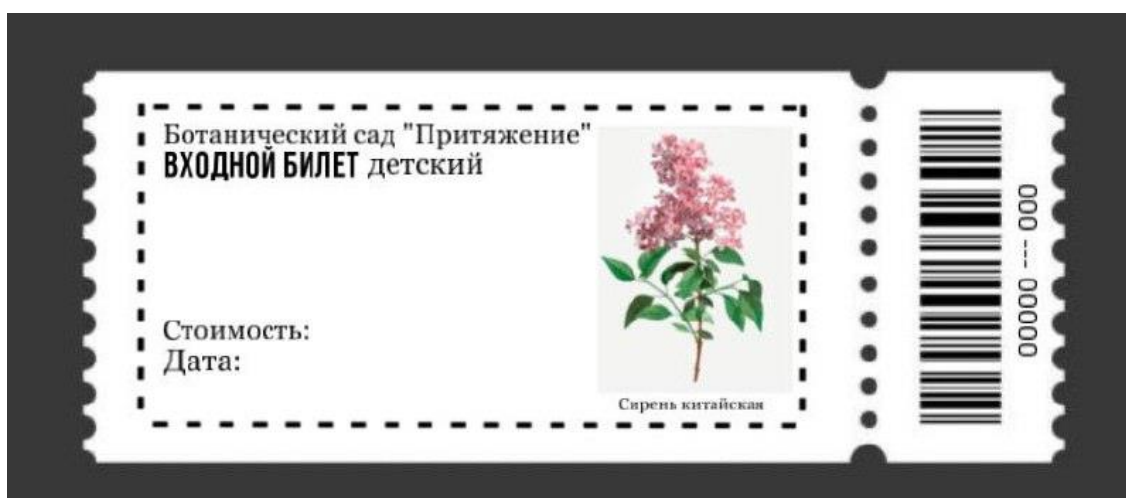 Ботанический сад "Притяжение"
ВХОДНОЙ БИЛЕТ детский
Стоимость:
Дата:
Сирень китайская
00000 --- 000